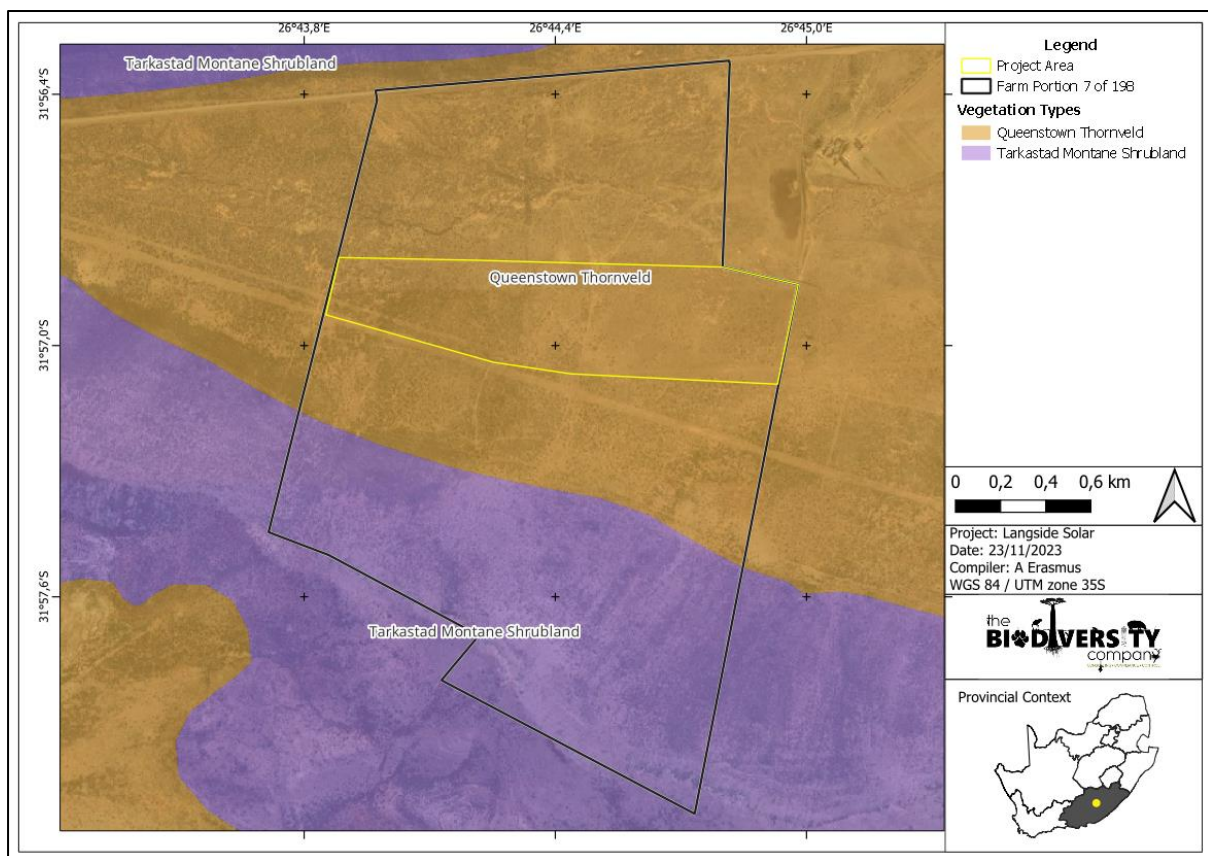 26°43,8'E
26°44,4'E
26°45,0'E
31°56,4'S
31°57,0'S
31°57,6'S
Tarkastad Montane Shrubland
Queenstown Thornveld
Tarkastad Montane Shrubland
Legend
Project Area
Farm Portion 7 of 198
Vegetation Types
Queenstown Thornveld
Tarkastad Montane Shrubland
0 0,2 0,4 0,6 km
Project: Langside Solar
Date: 23/11/2023
Compiler: A Erasmus
WGS 84 / UTM zone 35S
the
BIODIVERSITY
company
Provincial Context